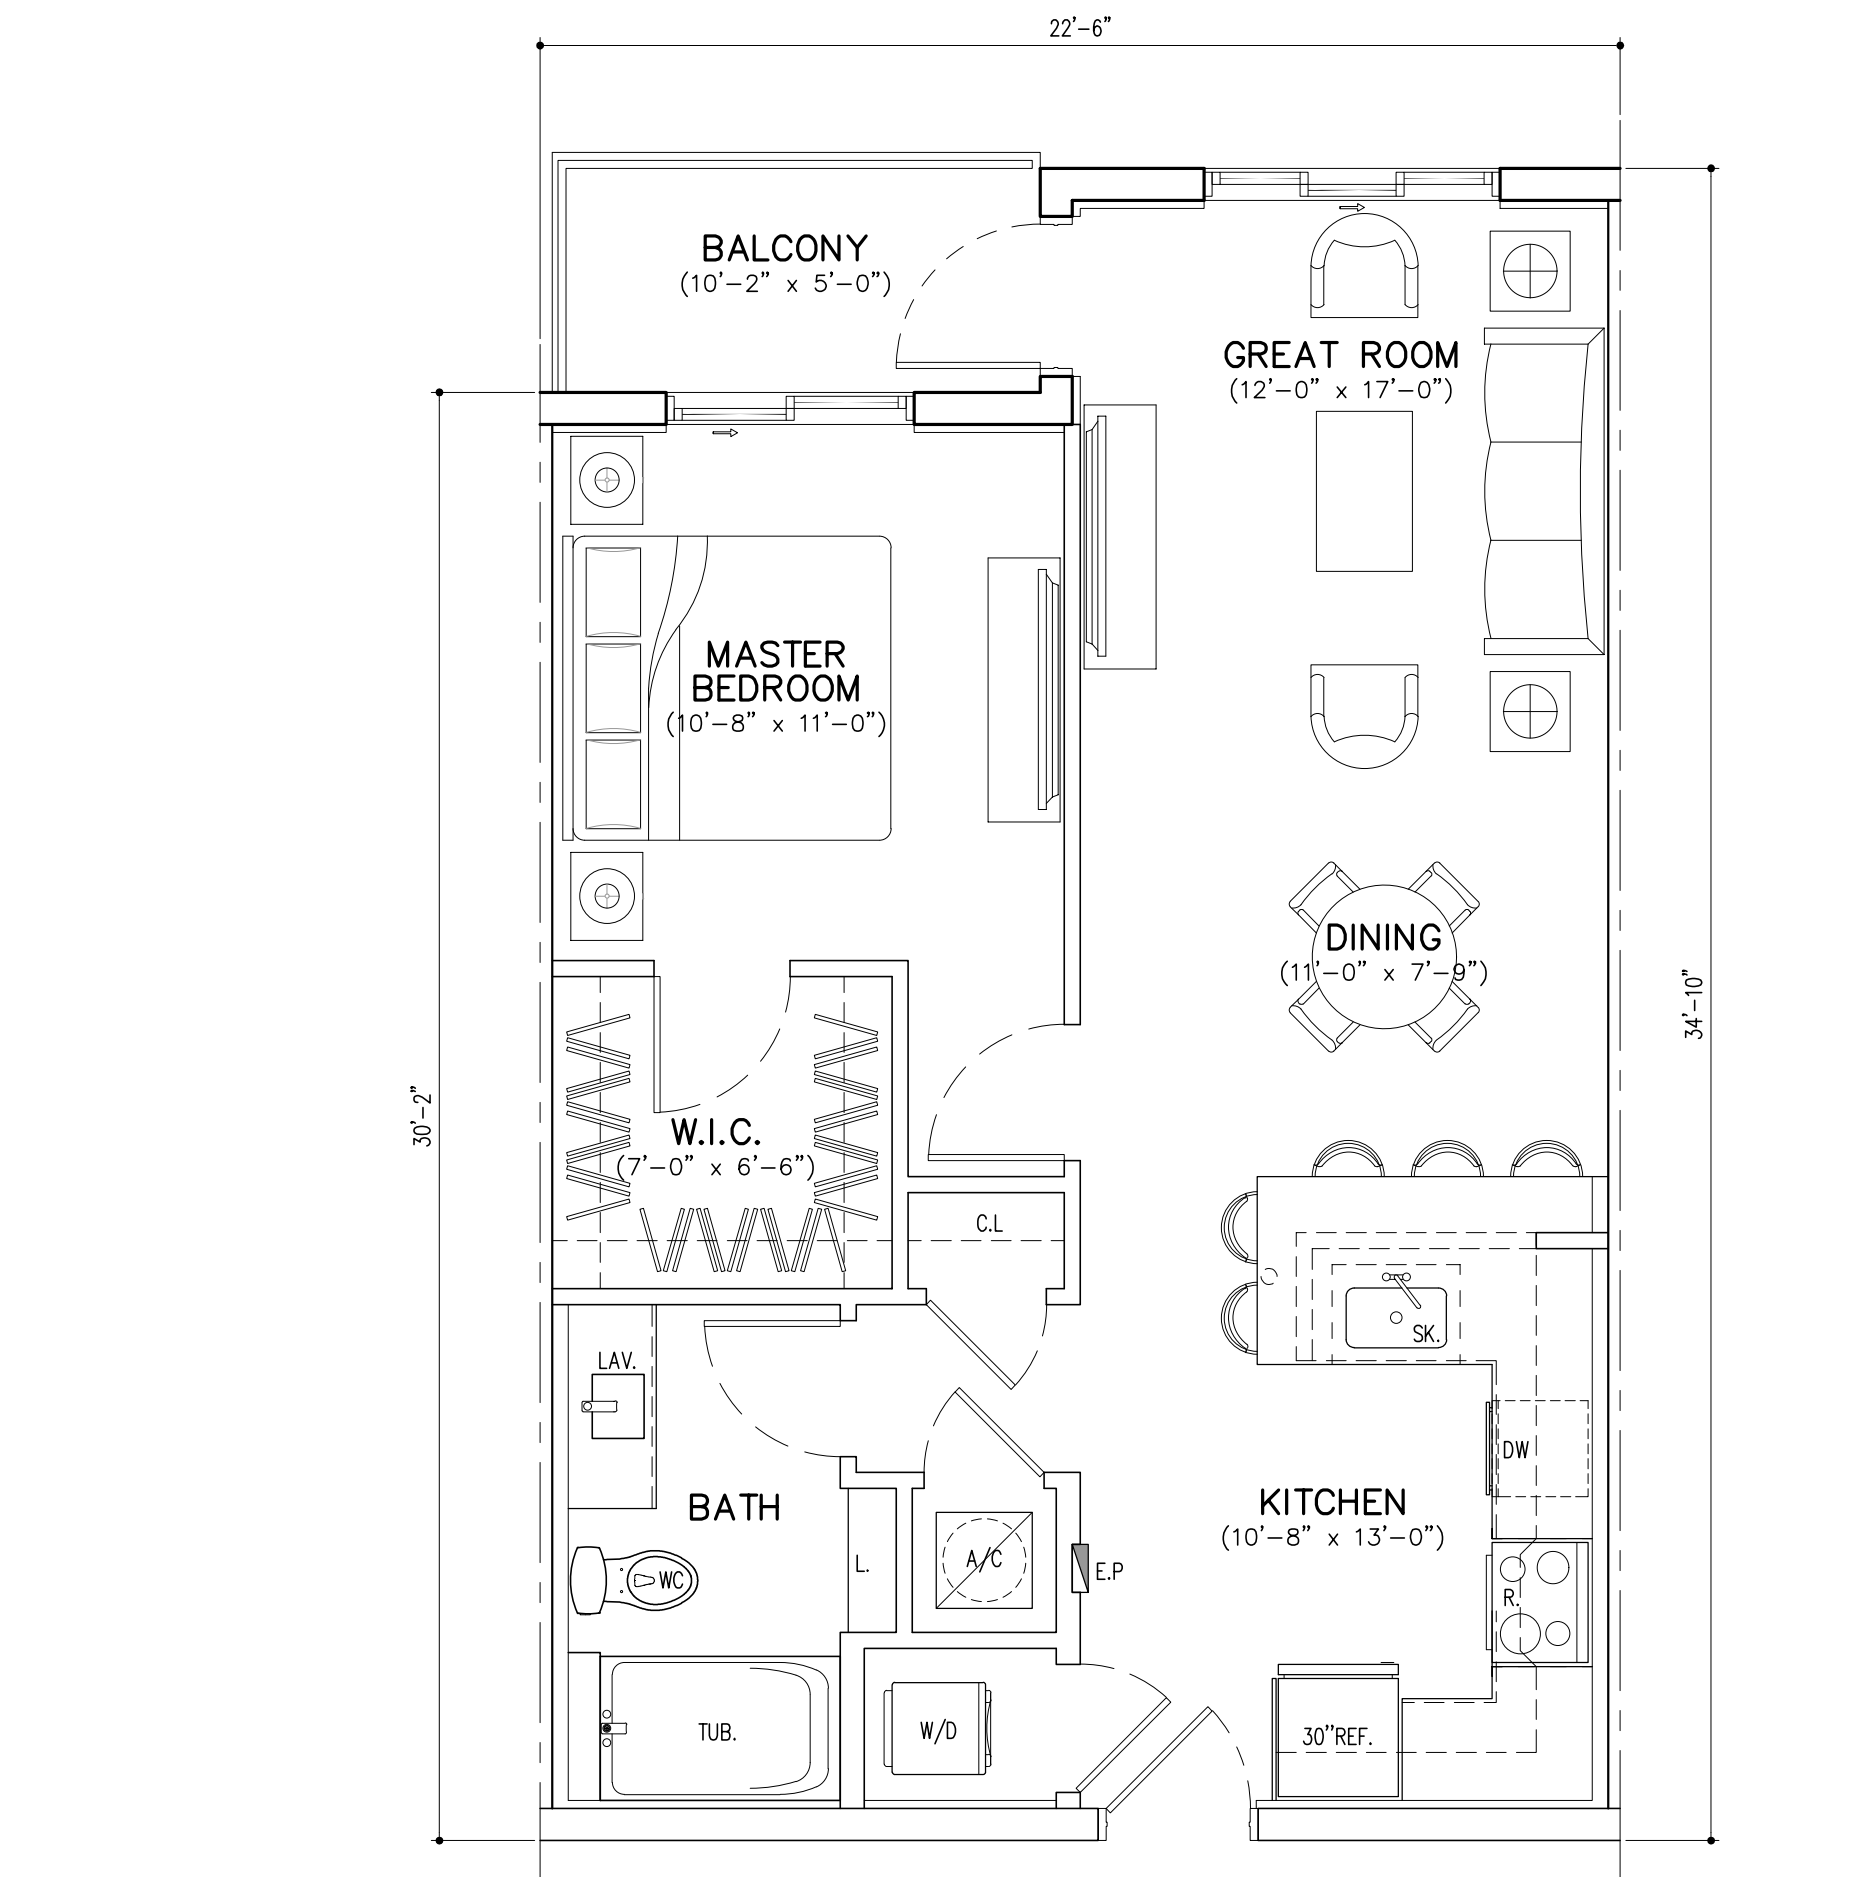 22'-6"
BALCONY
(10'-2" x 5'-0")
GREAT ROOM
(12'-0" x 17'-0")
MASTER
BEDROOM
(10'-8" x 11'-0")
DINING
(11'-0" x 7'-9")
34'-10"
30'-2"
W.I.C.
(7'-0" x 6'-6")
C.L
SK.
LAV.
DW
BATH
KITCHEN
(10'-8" x 13'-0")
A/C
L.
E.P
WC
R.
TUB.
W/D
30"REF.